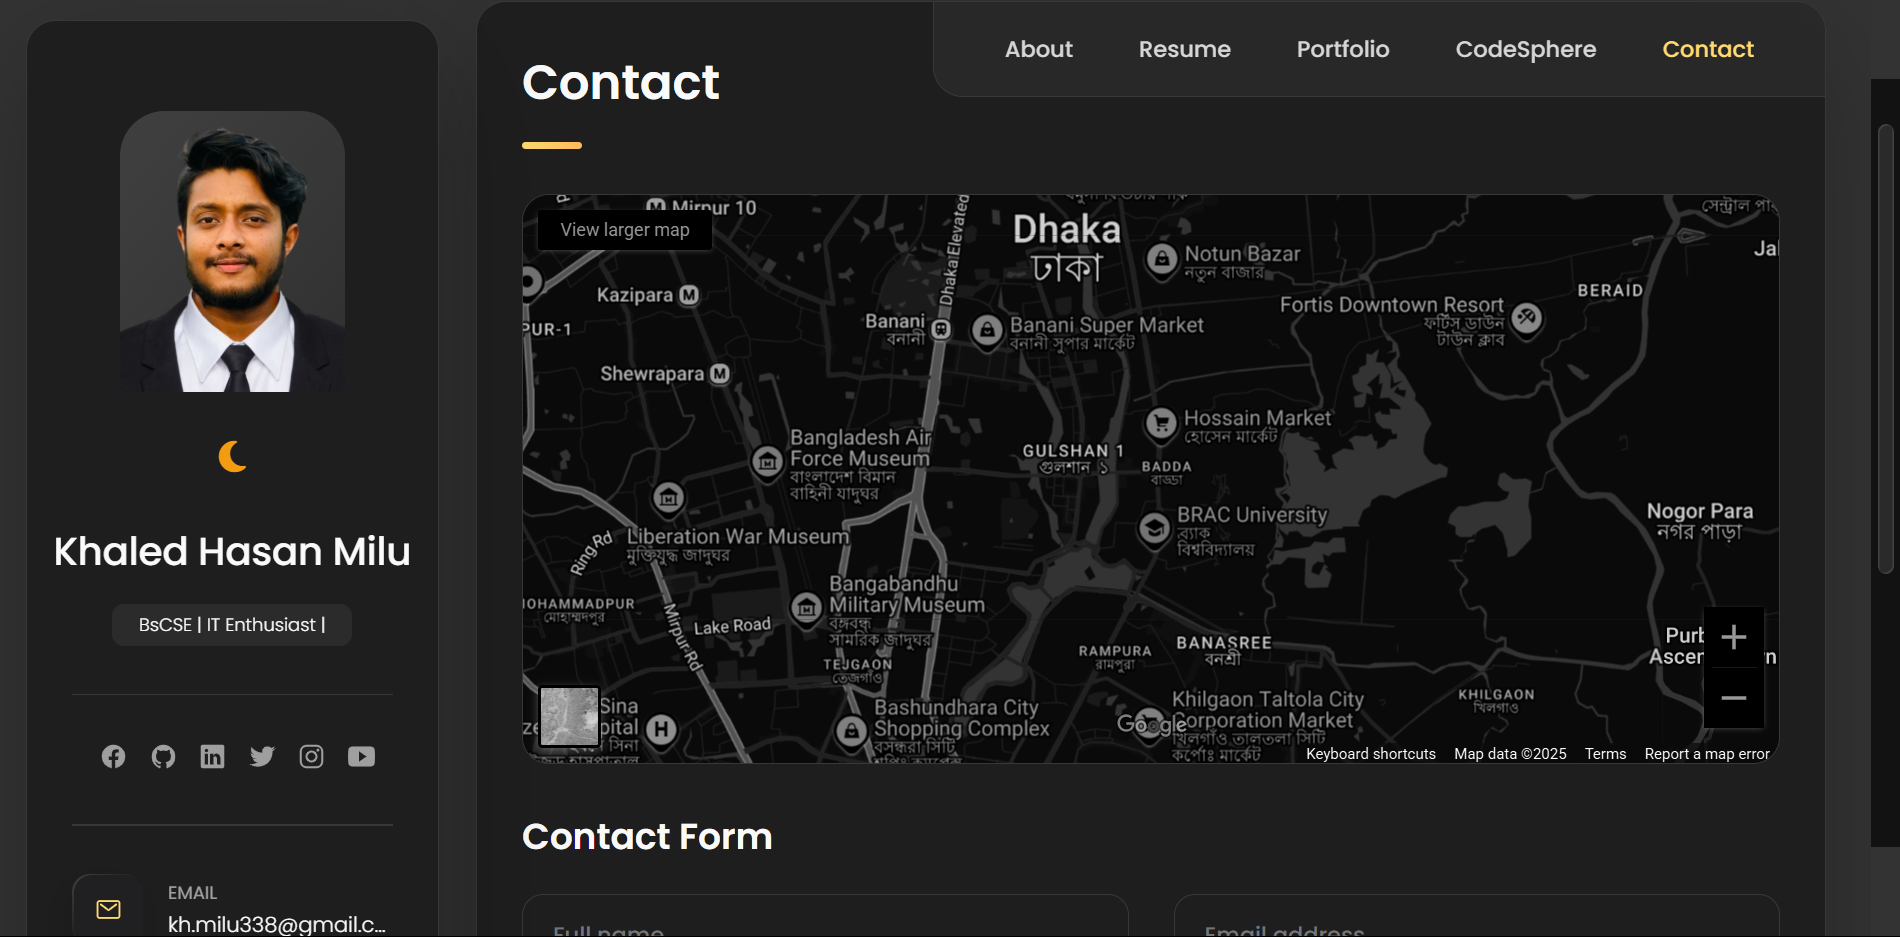 About
Resume
Portfolio
CodeSphere
Contact
Contact
View larger map
Mirpur 10
Dhaka
ঢাকা
Notun Bazar
নতুন বাজার
Kazipara
Dhaka Elevated
BERAID
Fortis Downtown Resort
ফর্টিস ডাউন
টাউন ক্লাব
Banani
বনানী
Banani Super Market
বনানী সুপার মার্কেট
PUR-1
Shewrapara
Hossain Market
হোসেন মার্কেট
Bangladesh Air
Force Museum
বাংলাদেশ বিমান
বাহিনী যাদুঘর
GULSHAN 1
গুলশান ১
BADDA
বাড্ডা
Nogor Para
নগর পাড়া
BRAC University
ব্র্যাক
বিশ্ববিদ্যালয়
Ring Rd
Liberation War Museum
মুক্তিযুদ্ধ জাদুঘর
Bangabandhu
Military Museum
বঙ্গবন্ধু
সামরিক জাদুঘর
OHAMMADPUR
মোহাম্মদপুর
Mirpur Rd
Lake Road
TEJGAON
তেজগাঁও
RAMPURA
রামপুরা
BANASREE
বনশ্রী
Khilgaon Taltola City
Corporation Market
খিলগাঁও তালতলা সিটি
কর্পোঃ মার্কেট
KHILGAON
খিলগাঁও
Sina
pital
সিনা
Bashundhara City
Shopping Complex
বসুন্ধরা সিটি
Google
Keyboard shortcuts
Map data ©2025
Terms
Report a map error
Khaled Hasan Milu
BsCSE | IT Enthusiast |
EMAIL
kh.milu338@gmail.c...
Contact Form
Full name
Email address